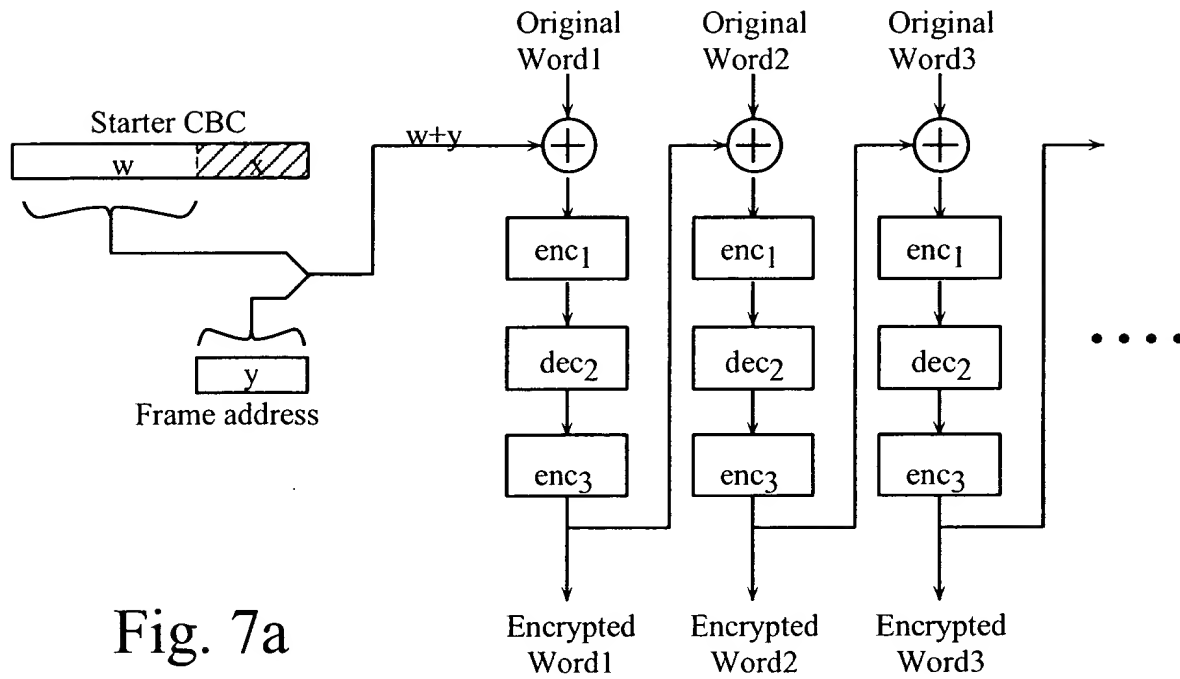 Original
Word1
Original
Word2
Original
Word3
Starter CBC
w
x
w+y
enc1
enc1
enc1
dec2
dec2
dec2
y
Frame address
enc3
enc3
enc3
Encrypted
Word1
Encrypted
Word2
Encrypted
Word3
Fig. 7a